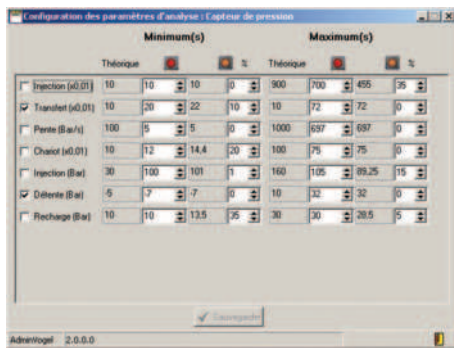 Configuration des paramètres d'analyse : Capteur de pression
Minimum(s) Maximum(s)
Théorique % Théorique %
Injection (x0,01) 10 10 10 0 900 700 455 35
Transfert (x0,01) 10 20 22 10 10 72 72 0
Pente (Bar/s) 100 5 5 0 1000 697 697 0
Chariot (x0,01) 10 12 14,4 20 100 75 75 0
Injection (Bar) 30 100 101 1 160 105 89,25 15
Détente (Bar) -5 -7 -7 0 10 32 32 0
Recharge (Bar) 10 10 13,5 35 30 30 28,5 5
Sauvegarder
AdminVogel 2.0.0.0